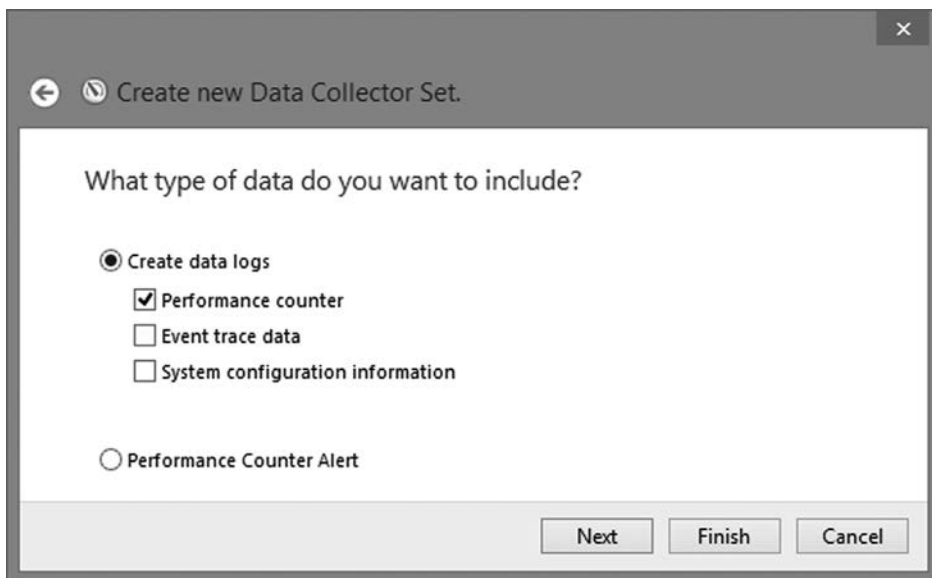 Create new Data Collector Set.
What type of data do you want to include?
Create data logs
Performance counter
Event trace data
System configuration information
Performance Counter Alert
Next Finish Cancel